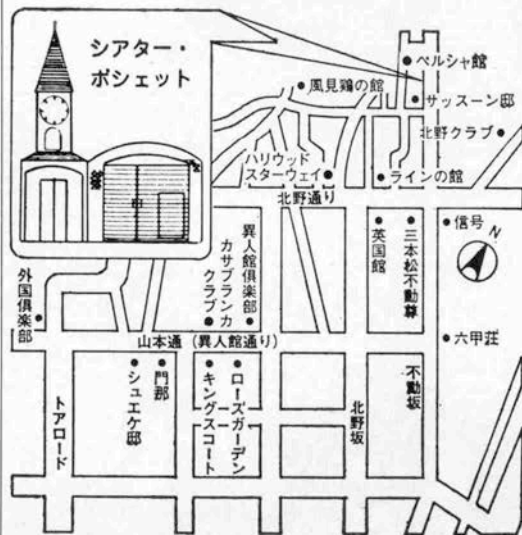 シアター・
ポシェット
ペルシャ館
風見鶏の館
サッスーン邸
北野クラブ
ハリウッド
スターウェイ
ラインの館
北野通り
信号
N
英国館
三本松不動尊
異人館倶楽部
カサブランカ
クラブ
外国倶楽部
山本通(異人館通り)
六甲荘
シュエケ邸
門那
キングスコート
ローズガーデン
不動坂
北野坂
トアロード